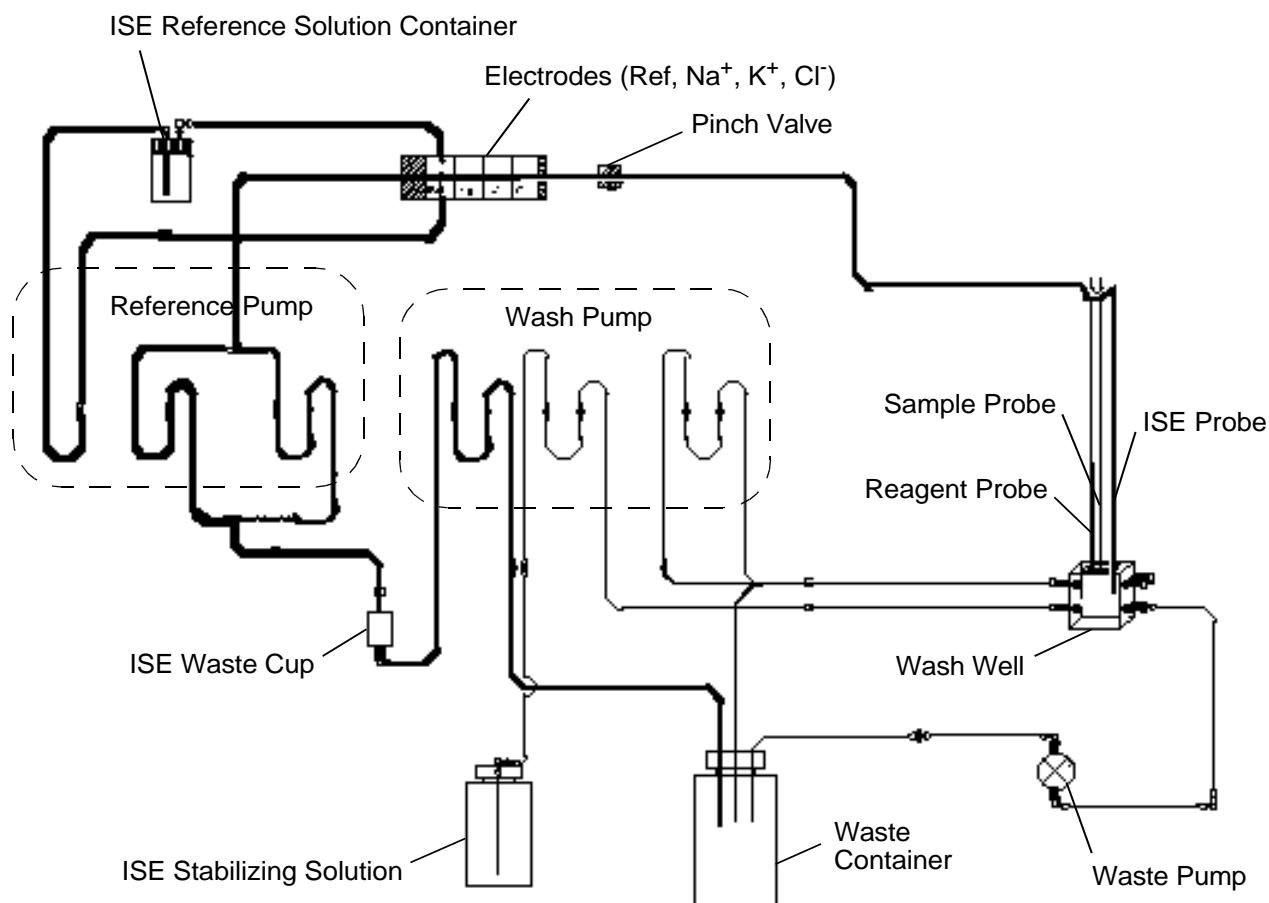 ISE Reference Solution Container
Electrodes (Ref, Na⁺, K⁺, Cl⁻)
Pinch Valve
Reference Pump
Wash Pump
Sample Probe
ISE Probe
Reagent Probe
ISE Waste Cup
Wash Well
ISE Stabilizing Solution
Waste
Container
Waste Pump